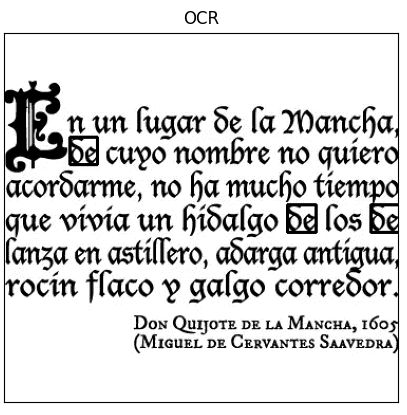 OCR
En un lugar de la Mancha,
de cuyo nombre no quiero
acordarme, no ha mucho tiempo
que vivia un hidalgo de los de
lanza en astillero, adarga antigua,
rocin flaco y galgo corredor.
Don Quijote de la Mancha, 1605
(Miguel de Cervantes Saavedra)